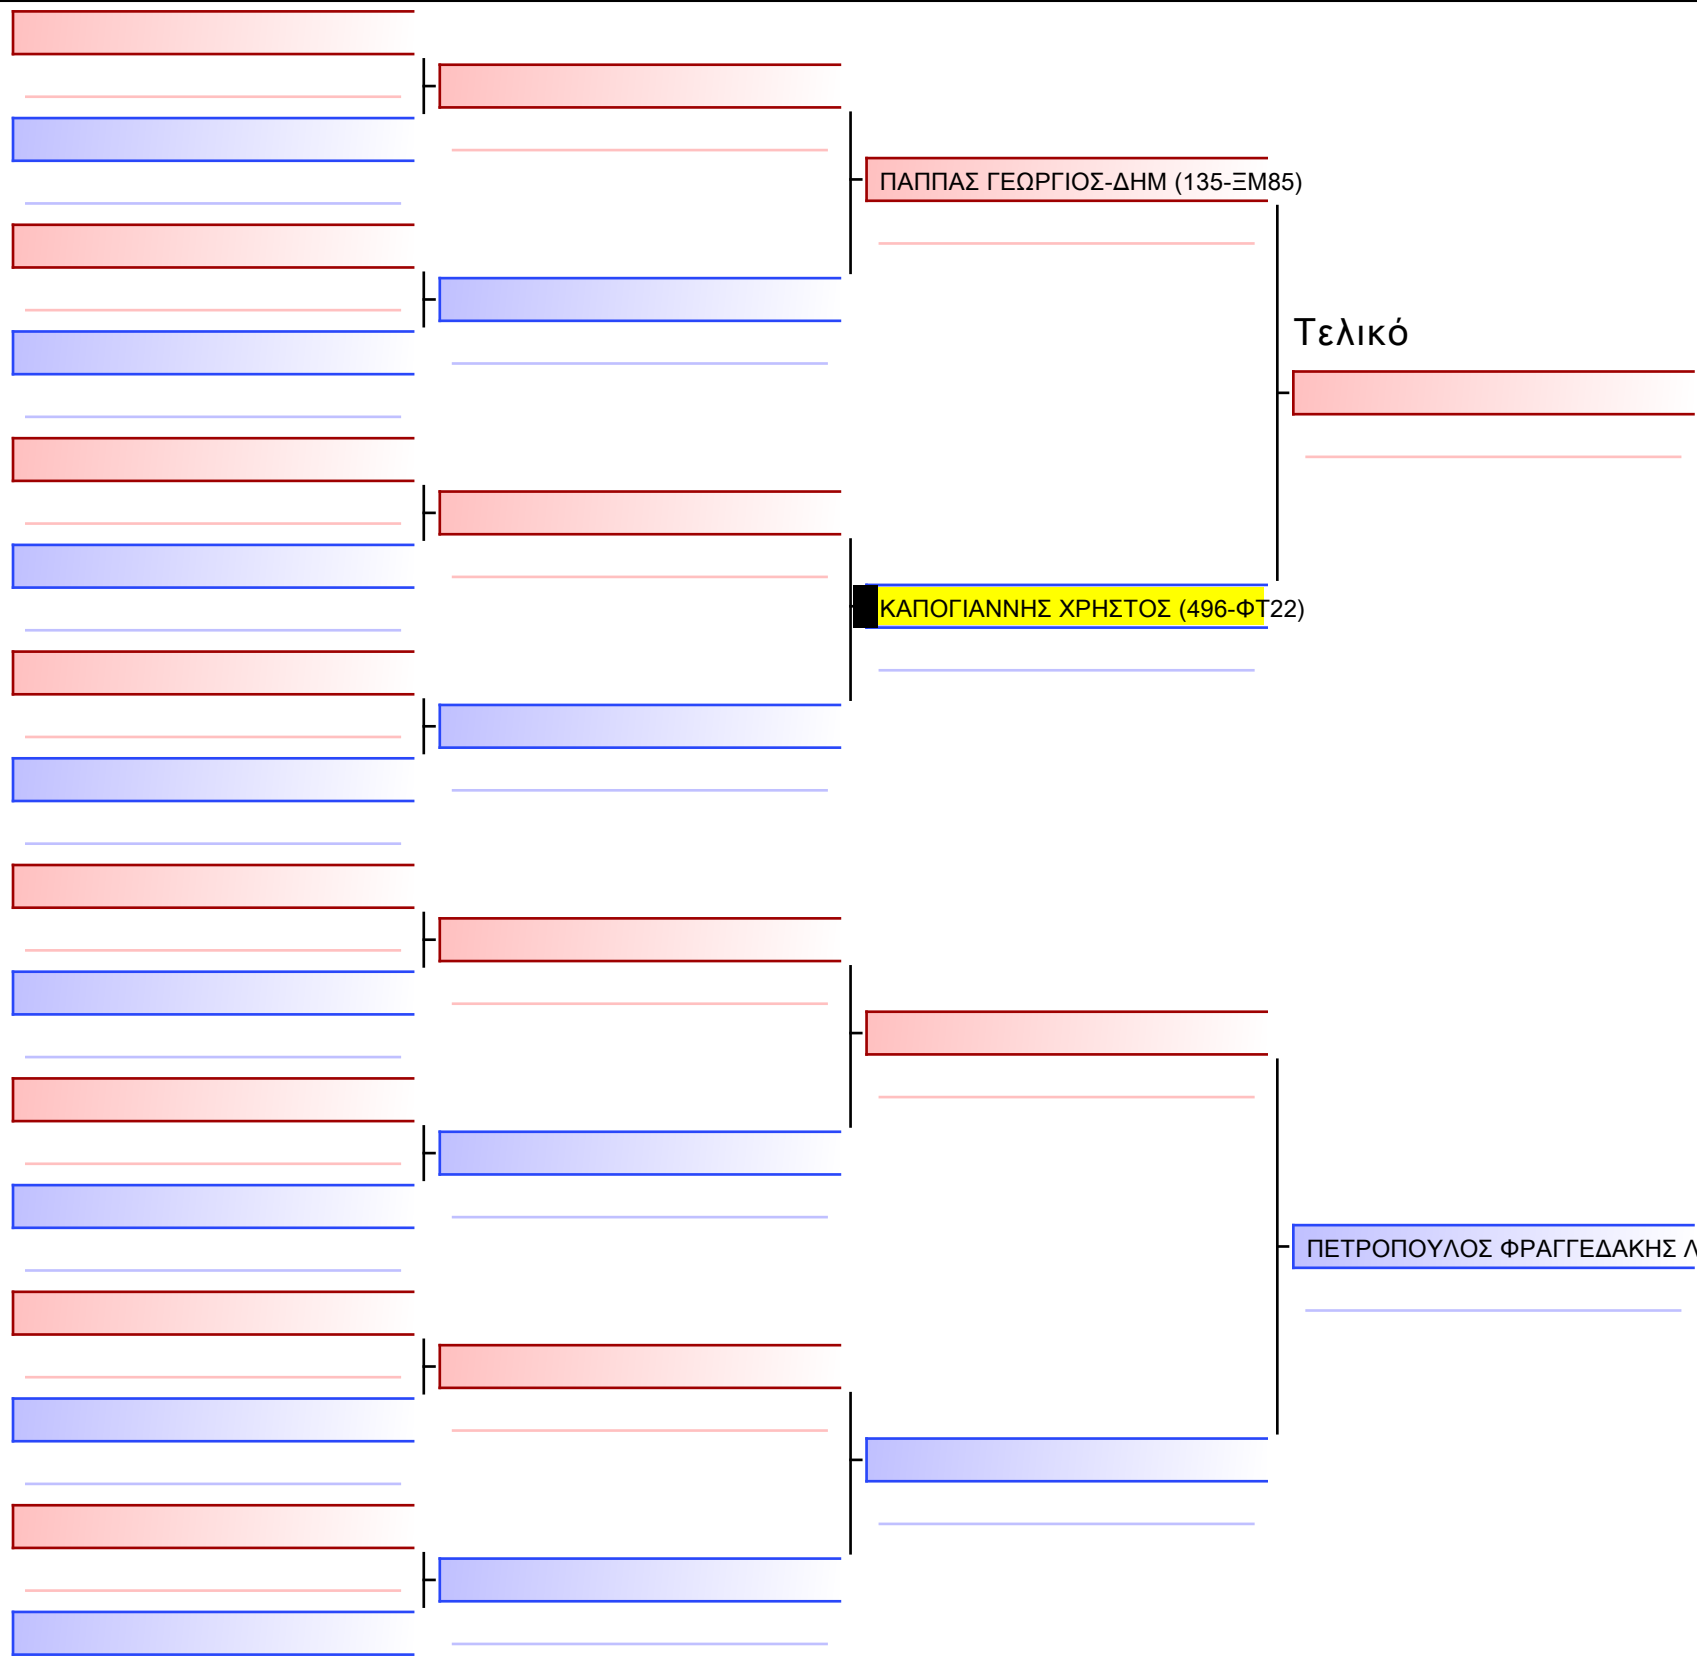 ΠΑΠΠΑΣ ΓΕΩΡΓΙΟΣ-ΔΗΜ (135-ΞΜ85)
Τελικό
ΚΑΠΟΓΙΑΝΝΗΣ ΧΡΗΣΤΟΣ (496-ΦΤ22)
ΠΕΤΡΟΠΟΥΛΟΣ ΦΡΑΓΓΕΔΑΚΗΣ